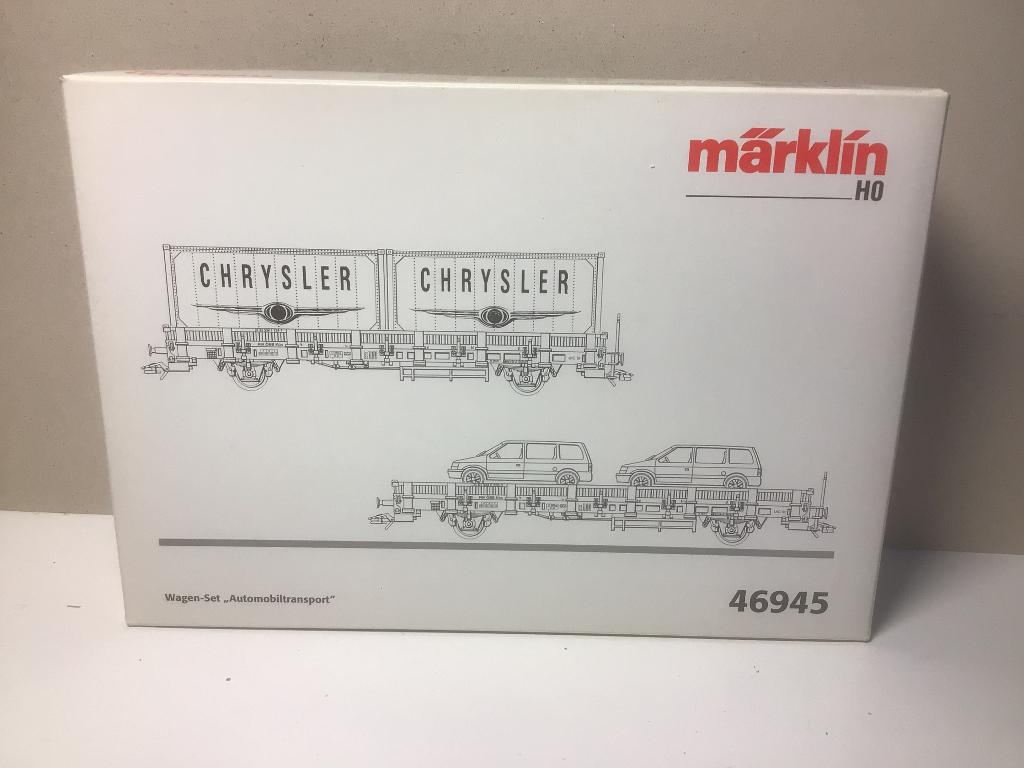 märklin
HO
CHRYSLER CHRYSLER
Wagen-Set „Automobiltransport"
46945